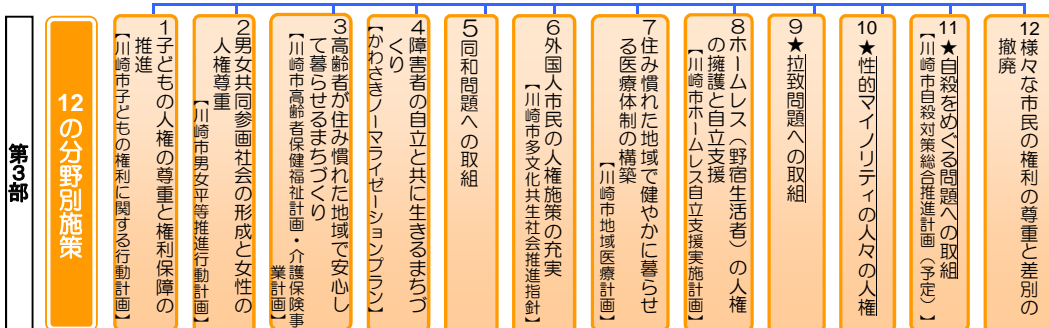 第3部
12の分野別施策
1子どもの人権の尊重と権利保障の
推進
【川崎市子どもの権利に関する行動計画】
2男女共同参画社会の形成と女性の
人権尊重
【川崎市男女平等推進行動計画】
3高齢者が住み慣れた地域で安心し
て暮らせるまちづくり
【川崎市高齢者保健福祉計画・介護保険事
業計画】
4障害者の自立と共に生きるまちづ
くり
【かわさきノーマライゼーションプラン】
5同和問題への取組
6外国人市民の人権施策の充実
【川崎市多文化共生社会推進指針】
7住み慣れた地域で健やかに暮らせ
る医療体制の構築
【川崎市地域医療計画】
8ホームレス（野宿生活者）の人権
の擁護と自立支援
【川崎市ホームレス自立支援実施計画】
9★拉致問題への取組
10★性的マイノリティの人々の人権
11★自殺をめぐる問題への取組
【川崎市自殺対策総合推進計画（予定）】
12様々な市民の権利の尊重と差別の
撤廃